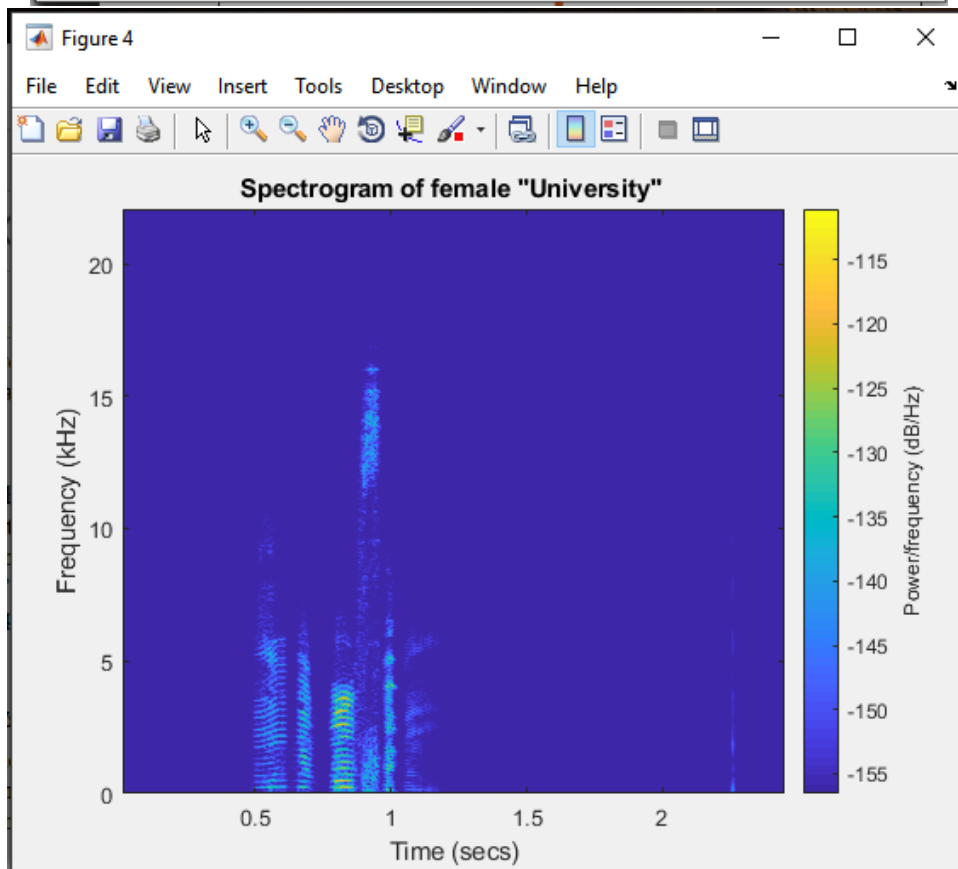 Figure 4
File Edit View Insert Tools Desktop Window Help
Spectrogram of female "University"
20
15
10
5
0
Frequency (kHz)
0.5 1 1.5 2
Time (secs)
-115
-120
-125
-130
-135
-140
-145
-150
-155
Power/frequency (dB/Hz)